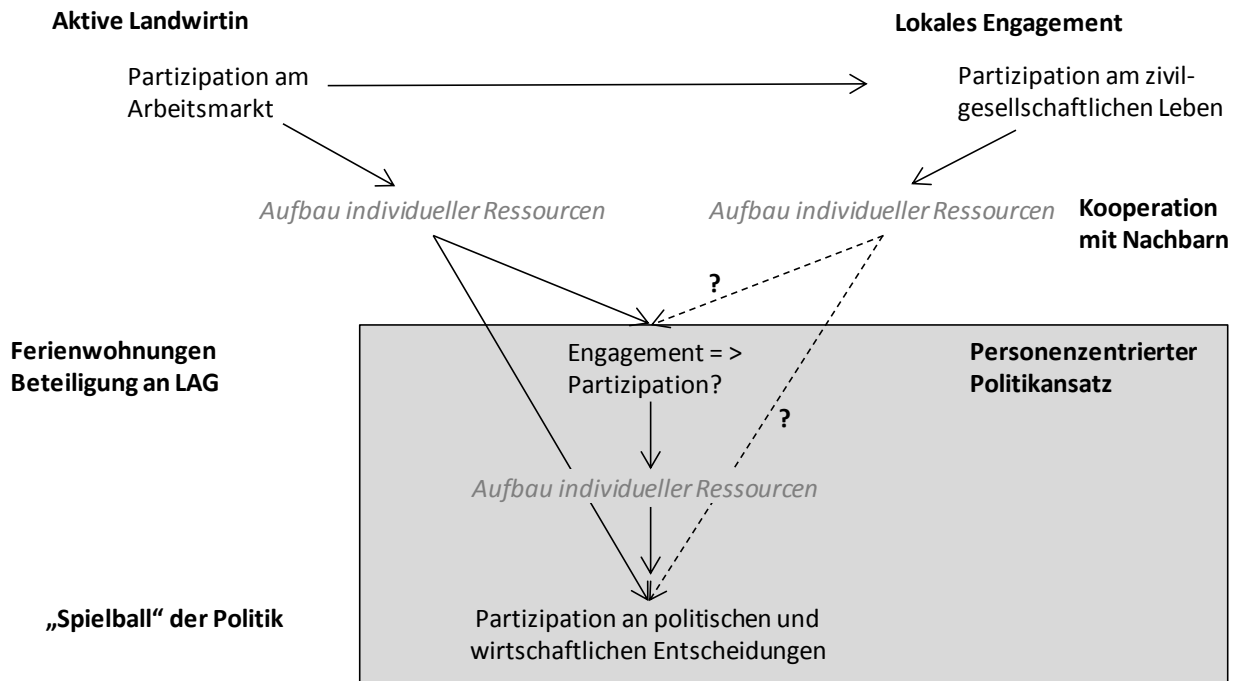 Aktive Landwirtin
Lokales Engagement
Partizipation am
Arbeitsmarkt
Partizipation am zivil-
gesellschaftlichen Leben
Aufbau individueller Ressourcen
Aufbau individueller Ressourcen
Kooperation
mit Nachbarn
?
Ferienwohnungen
Beteiligung an LAG
Engagement = >
Partizipation?
Personenzentrierter
Politikansatz
?
Aufbau individueller Ressourcen
„Spielball“ der Politik
Partizipation an politischen und
wirtschaftlichen Entscheidungen